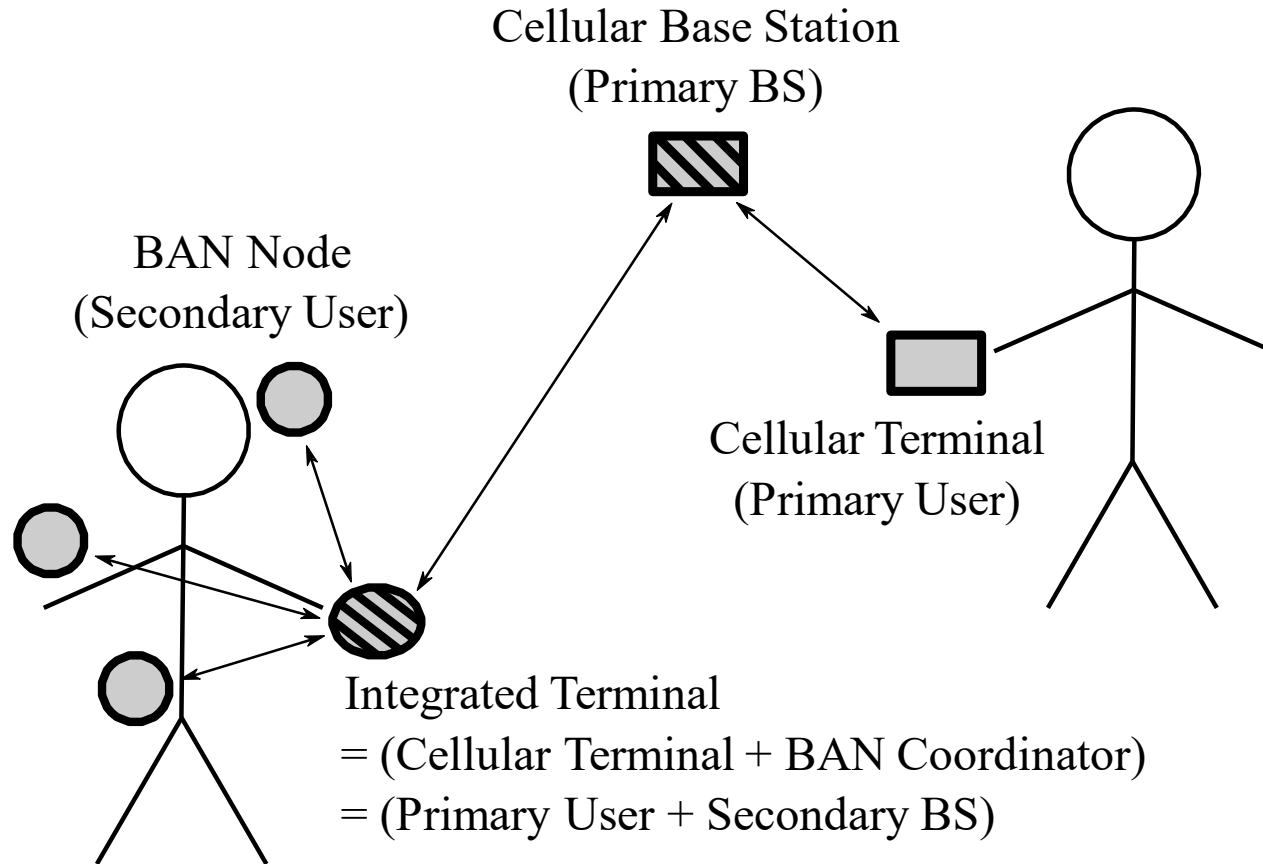 Cellular Base Station
(Primary BS)
BAN Node
(Secondary User)
Cellular Terminal
(Primary User)
Integrated Terminal
= (Cellular Terminal + BAN Coordinator)
= (Primary User + Secondary BS)